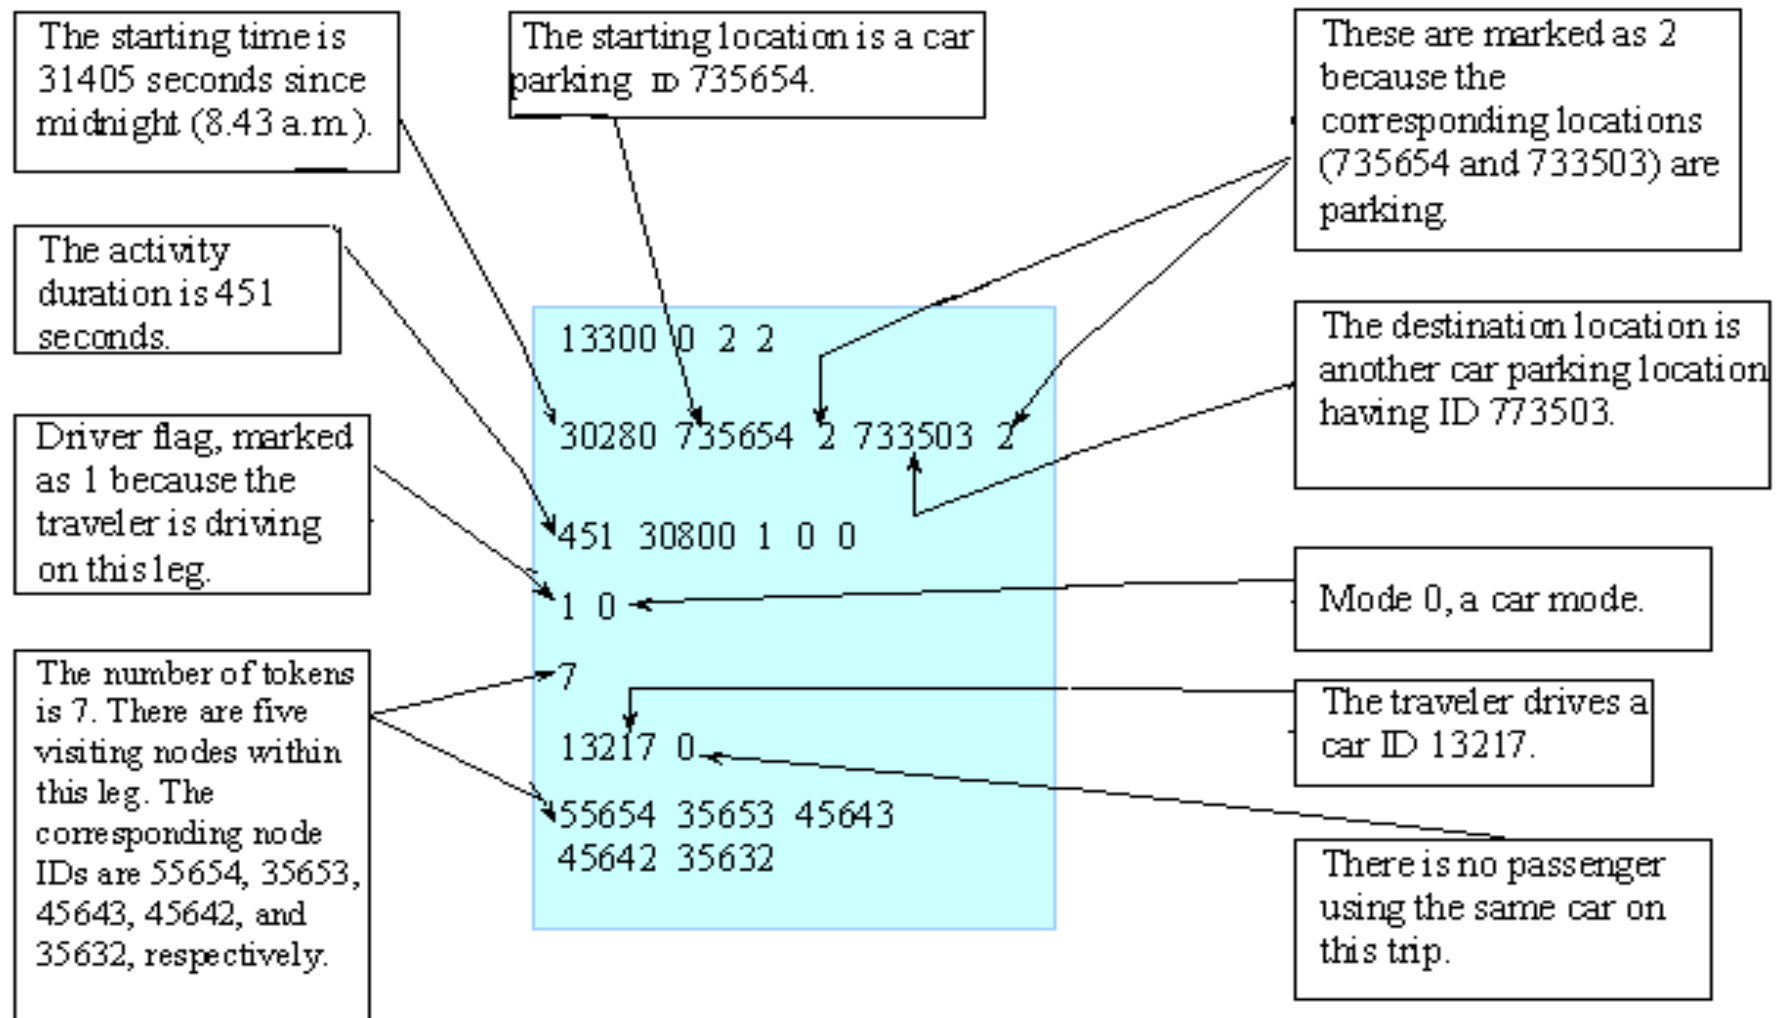 The starting time is
31405 seconds since
midnight (8.43 a.m.).
The starting location is a car
parking ID 735654.
These are marked as 2
because the
corresponding locations
(735654 and 733503) are
parking.
The activity
duration is 451
seconds.
The destination location is
another car parking location
having ID 773503.
Driver flag, marked
as 1 because the
traveler is driving
on this leg.
Mode 0, a car mode.
The number of tokens
is 7. There are five
visiting nodes within
this leg. The
corresponding node
IDs are 55654, 35653,
45643, 45642, and
35632, respectively.
The traveler drives a
car ID 13217.
There is no passenger
using the same car on
this trip.
13300 0 2 2
30280 735654 2 733503 2
451 30800 1 0 0
1 0
7
13217 0
55654 35653 45643
45642 35632